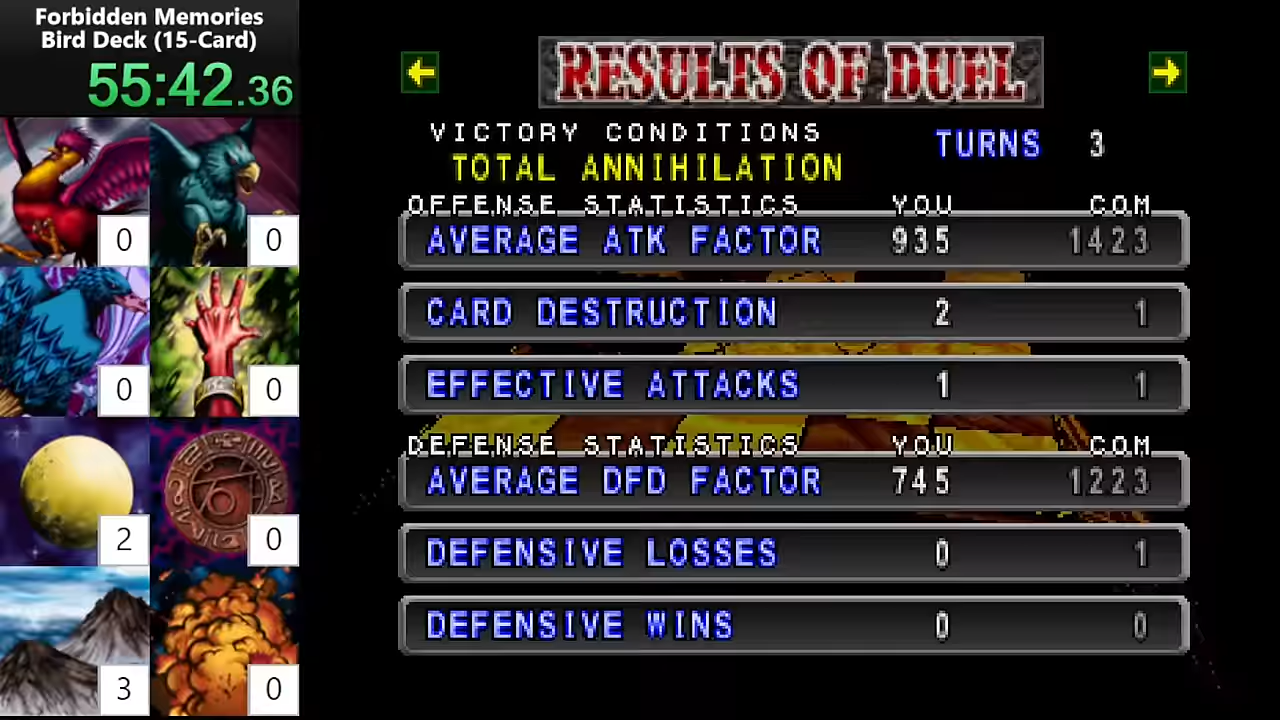 Forbidden Memories
Bird Deck (15-Card)
55:42.36
0 0
0 0
2 0
3 0
RESULTS OF DUEL
VICTORY CONDITIONS
TOTAL ANNIHILATION
TURNS 3
OFFENSE STATISTICS YOU COM
AVERAGE ATK FACTOR 935 1423
CARD DESTRUCTION 2 1
EFFECTIVE ATTACKS 1 1
DEFENSE STATISTICS YOU COM
AVERAGE DFD FACTOR 745 1223
DEFENSIVE LOSSES 0 1
DEFENSIVE WINS 0 0